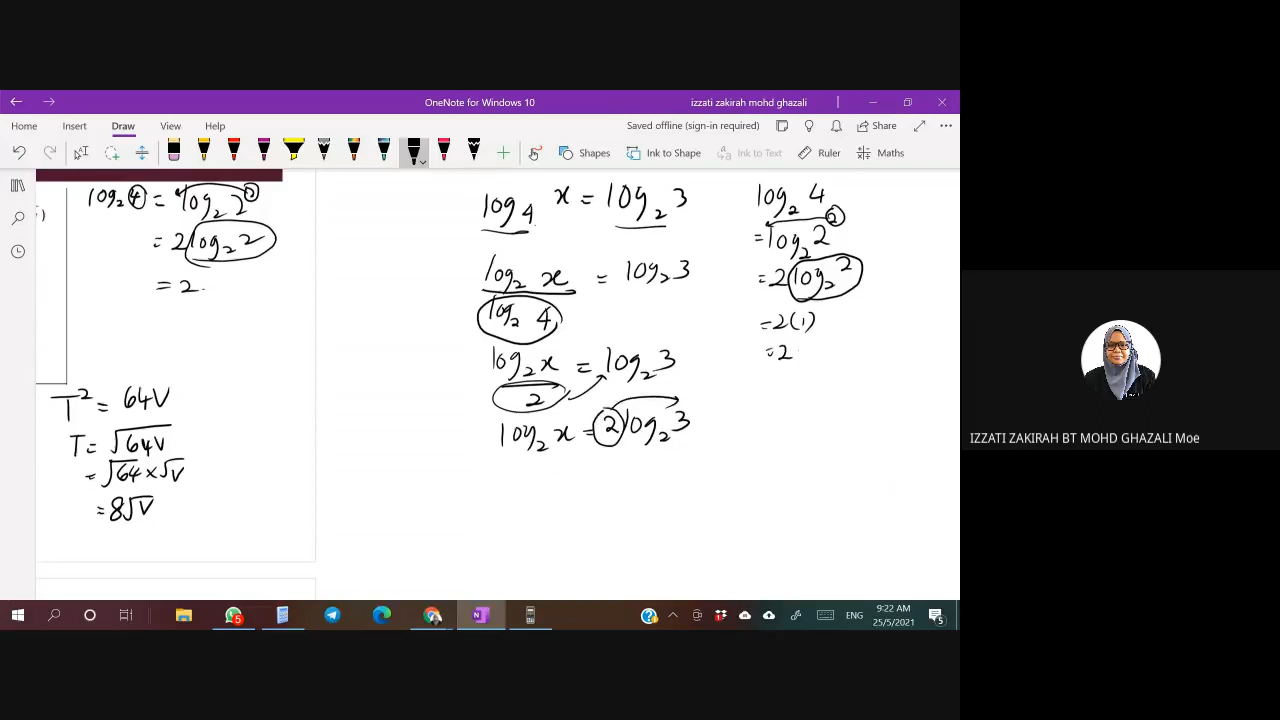 OneNote for Windows 10
izzati zakirah mohd ghazali
Home Insert Draw View Help
Saved offline (sign-in required)
Share
Shapes
Ink to Shape
Ink to Text
Ruler
Maths
log₂ 4 = log₂ 2²
= 2 log₂ 2
= 2.
T² = 64V
T = √64V
= √64 × √V
= 8√V
log₄ x = log₂ 3
log₂ x / log₂ 4 = log₂ 3
log₂ x / 2 = log₂ 3
log₂ x = 2 log₂ 3
log₂ 4
= log₂ 2²
= 2 log₂ 2
= 2(1)
= 2
IZZATI ZAKIRAH BT MOHD GHAZALI Moe
5
ENG
9:22 AM
25/5/2021
5